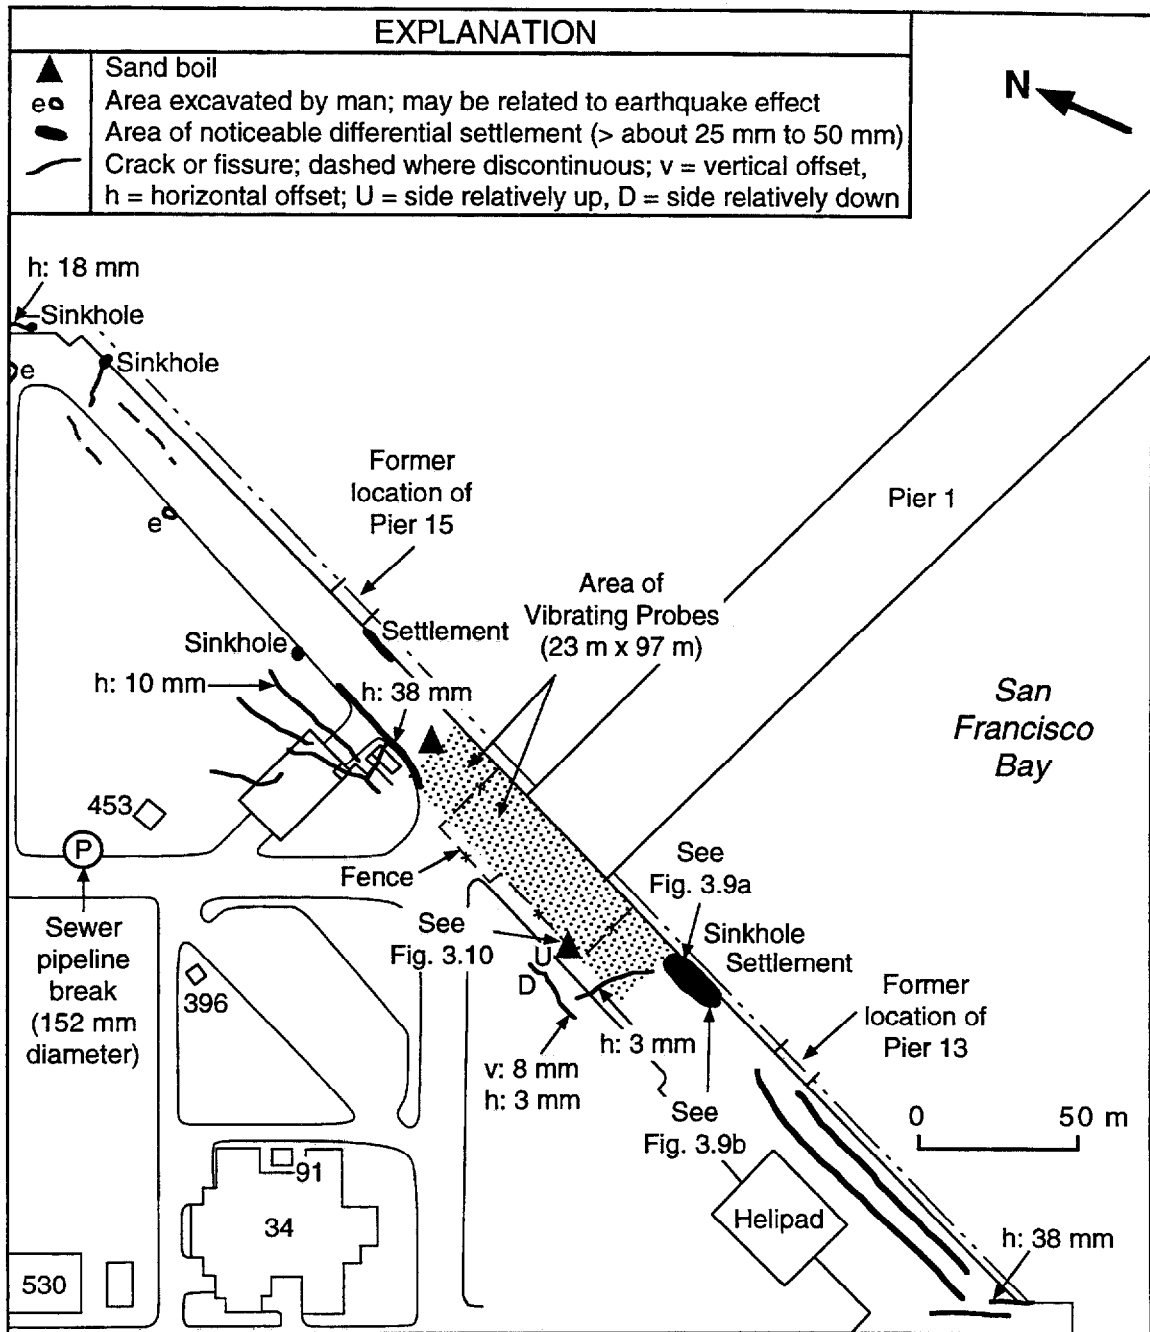 EXPLANATION
Sand boil
e Area excavated by man; may be related to earthquake effect
Area of noticeable differential settlement (> about 25 mm to 50 mm)
Crack or fissure; dashed where discontinuous; v = vertical offset,
h = horizontal offset; U = side relatively up, D = side relatively down
N
h: 18 mm
Sinkhole
Sinkhole
e
Former
location of
Pier 15
e
Pier 1
Area of
Vibrating Probes
(23 m x 97 m)
Settlement
Sinkhole
h: 10 mm
h: 38 mm
San
Francisco
Bay
453
P
Fence
See
Fig. 3.9a
Sewer
pipeline
break
(152 mm
diameter)
See
Fig. 3.10
U
D
Sinkhole
Settlement
396
Former
location of
Pier 13
h: 3 mm
v: 8 mm
h: 3 mm
See
Fig. 3.9b
0 50 m
91
34
Helipad
h: 38 mm
530